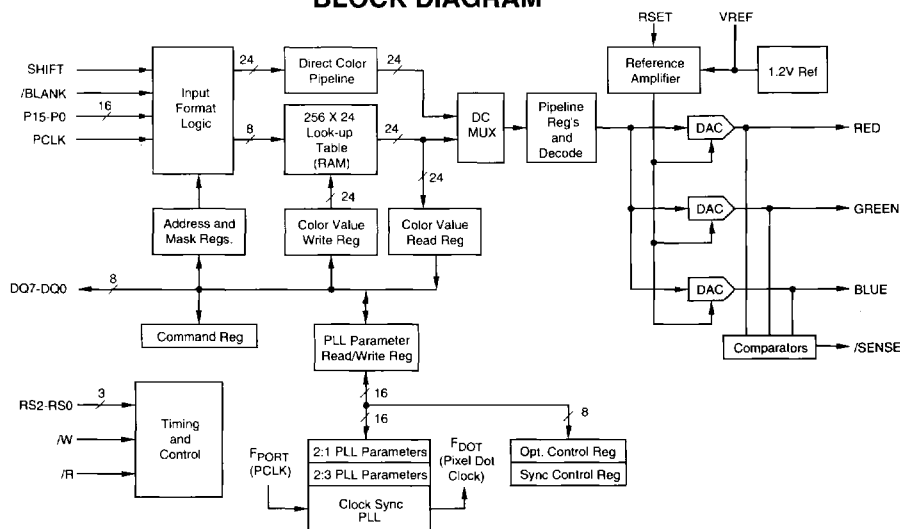 BLOCK DIAGRAM
RSET
VREF
SHIFT
/BLANK
P15-P0
16
PCLK
Input
Format
Logic
24
8
Direct Color
Pipeline
24
256 X 24
Look-up
Table
(RAM)
24
24
24
DC
MUX
Pipeline
Reg's
and
Decode
Reference
Amplifier
1.2V Ref
DAC
RED
DAC
GREEN
DAC
BLUE
Comparators
/SENSE
Address and
Mask Regs.
Color Value
Write Reg
Color Value
Read Reg
DQ7-DQ0
8
Command Reg
PLL Parameter
Read/Write Reg
16
16
8
RS2-RS0
3
/W
/R
Timing
and
Control
FPORT
(PCLK)
2:1 PLL Parameters
2:3 PLL Parameters
Clock Sync
PLL
FDOT
(Pixel Dot
Clock)
Opt. Control Reg
Sync Control Reg